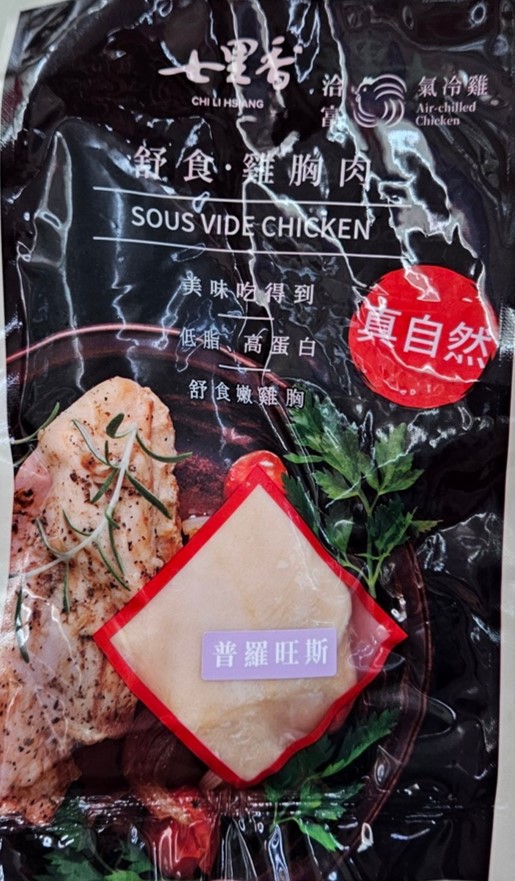 七里香
CHI LI HSIANG
洽富
氣冷雞
Air-chilled
Chicken
舒食·雞胸肉
SOUS VIDE CHICKEN
美味吃得到
低脂、高蛋白
舒食嫩雞胸
真自然
普羅旺斯